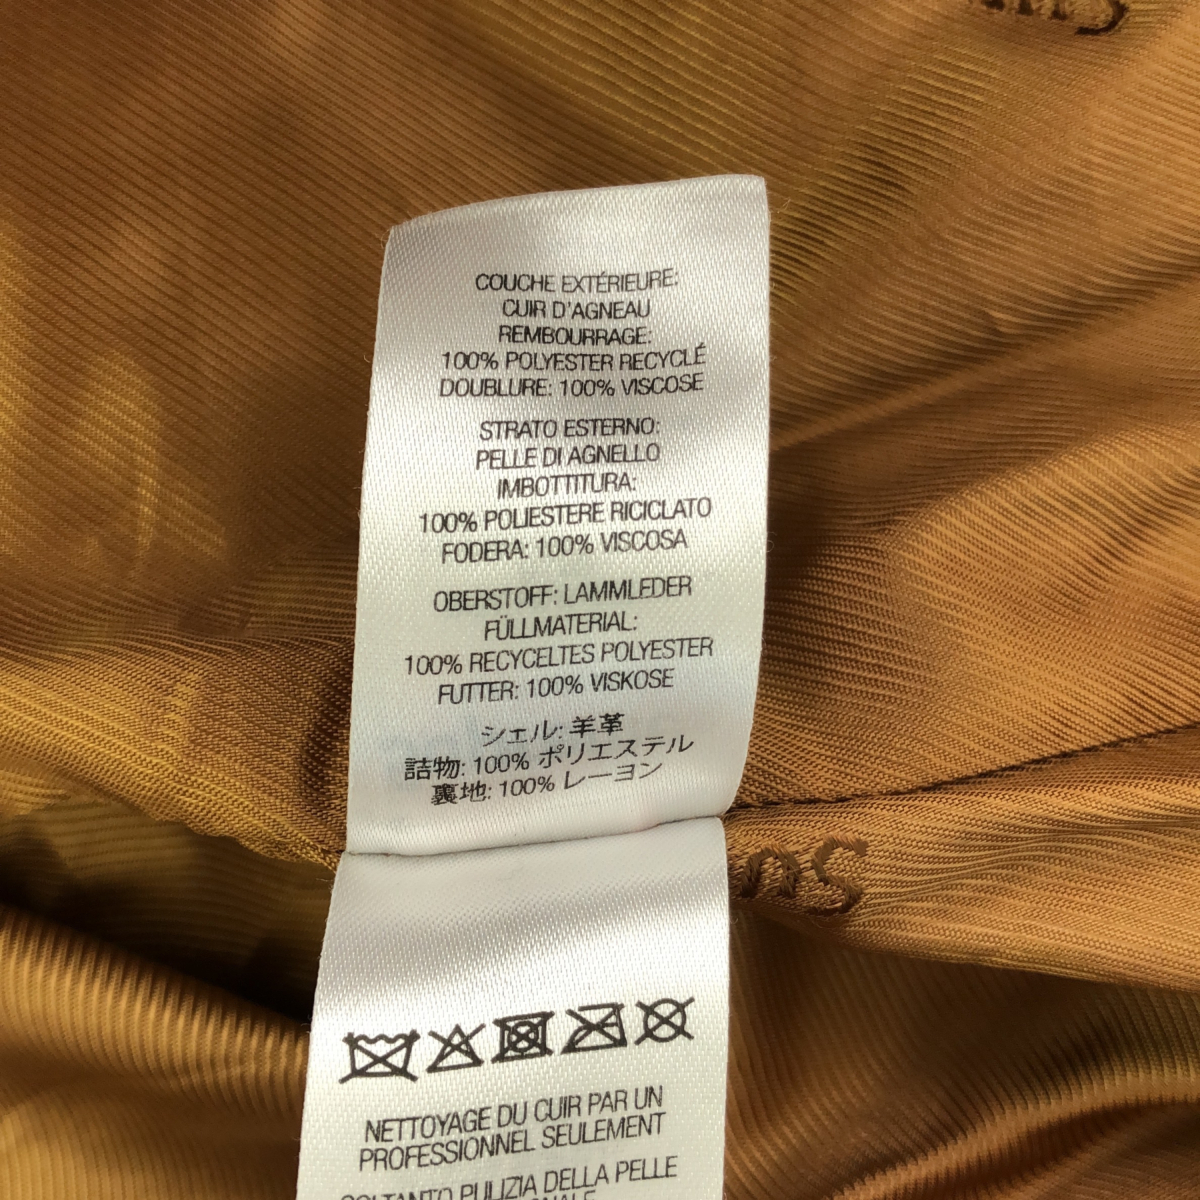 COUCHE EXTÉRIEURE:
CUIR D'AGNEAU
REMBOURRAGE:
100% POLYESTER RECYCLÉ
DOUBLURE: 100% VISCOSE
STRATO ESTERNO:
PELLE DI AGNELLO
IMBOTTITURA:
100% POLIESTERE RICICLATO
FODERA: 100% VISCOSA
OBERSTOFF: LAMMLEDER
FÜLLMATERIAL:
100% RECYCELTES POLYESTER
FUTTER: 100% VISKOSE
シェル: 羊革
詰物: 100% ポリエステル
裏地: 100% レーヨン
NETTOYAGE DU CUIR PAR UN
PROFESSIONNEL SEULEMENT
SOLTANTO PULIZIA DELLA PELLE